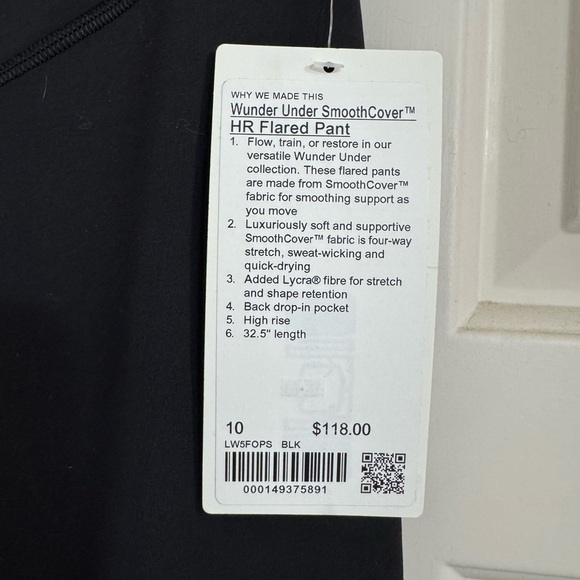 WHY WE MADE THIS
Wunder Under SmoothCover™
HR Flared Pant
1. Flow, train, or restore in our
versatile Wunder Under
collection. These flared pants
are made from SmoothCover™
fabric for smoothing support as
you move
2. Luxuriously soft and supportive
SmoothCover™ fabric is four-way
stretch, sweat-wicking and
quick-drying
3. Added Lycra® fibre for stretch
and shape retention
4. Back drop-in pocket
5. High rise
6. 32.5" length
10 $118.00
LW5FOPS BLK
000149375891